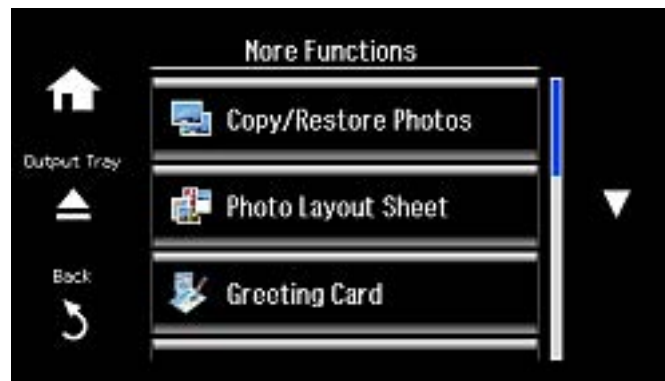 More Functions
Copy/Restore Photos
Output Tray
Photo Layout Sheet
Back
Greeting Card